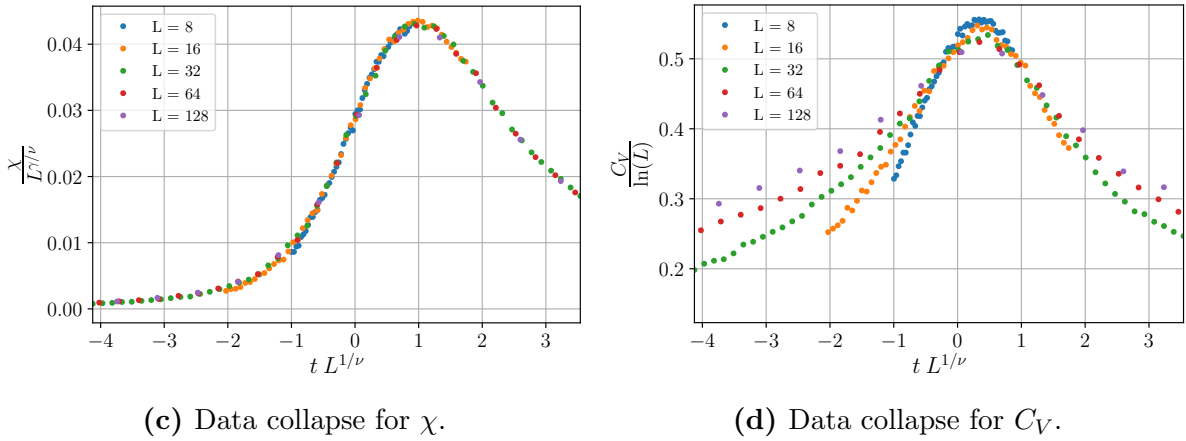 L = 8
L = 16
L = 32
L = 64
L = 128
0.04
0.03
0.02
0.01
0.00
χ / L^{γ/ν}
−4 −3 −2 −1 0 1 2 3
t L^{1/ν}
(c) Data collapse for χ.
L = 8
L = 16
L = 32
L = 64
L = 128
0.5
0.4
0.3
0.2
C_V / ln(L)
−4 −3 −2 −1 0 1 2 3
t L^{1/ν}
(d) Data collapse for C_V.